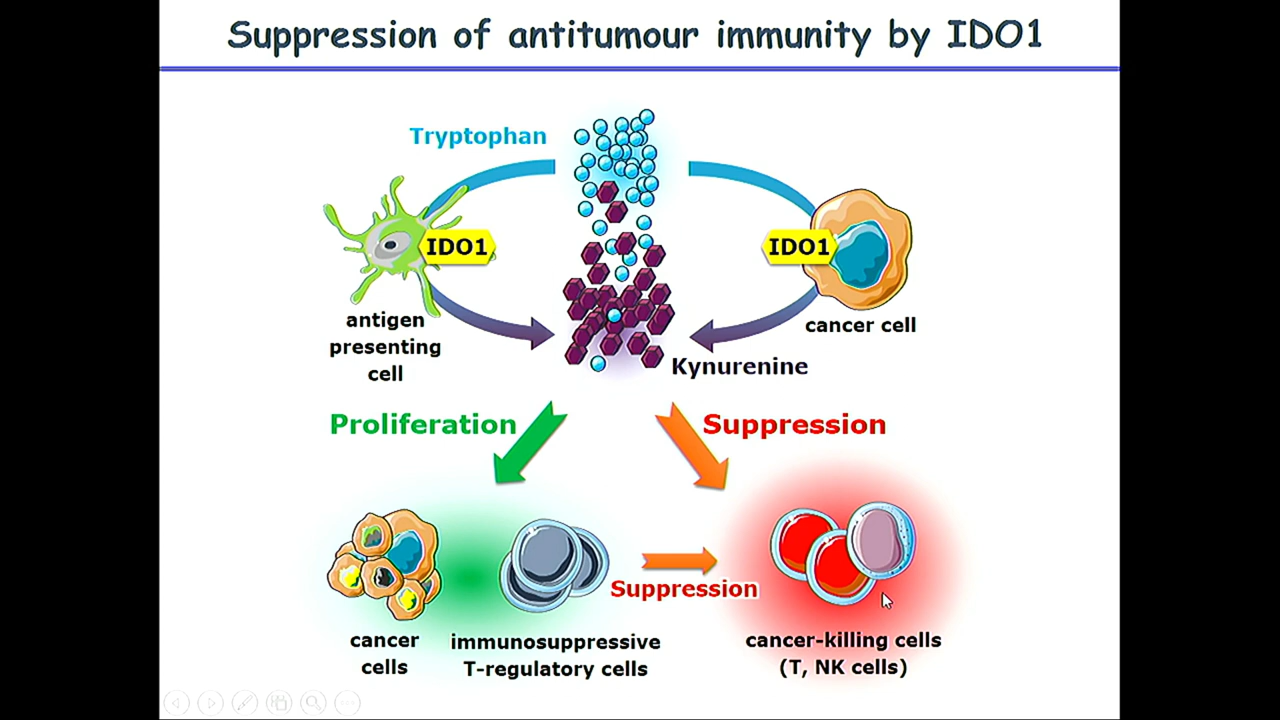 Suppression of antitumour immunity by IDO1
Tryptophan
IDO1
IDO1
antigen
presenting
cell
cancer cell
Kynurenine
Proliferation
Suppression
Suppression
cancer
cells
immunosuppressive
T-regulatory cells
cancer-killing cells
(T, NK cells)